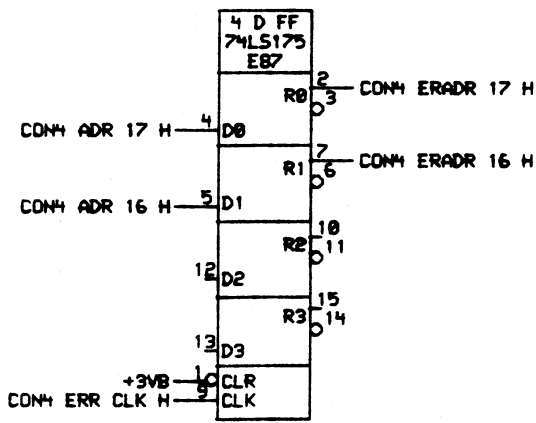 4 D FF
74LS175
E87
2
R0
3
CON4 ERADR 17 H
4
CON4 ADR 17 H
D0
7
R1
6
CON4 ERADR 16 H
5
CON4 ADR 16 H
D1
10
R2
11
12
D2
15
R3
14
13
D3
1
+3VB
CLR
9
CON4 ERR CLK H
CLK